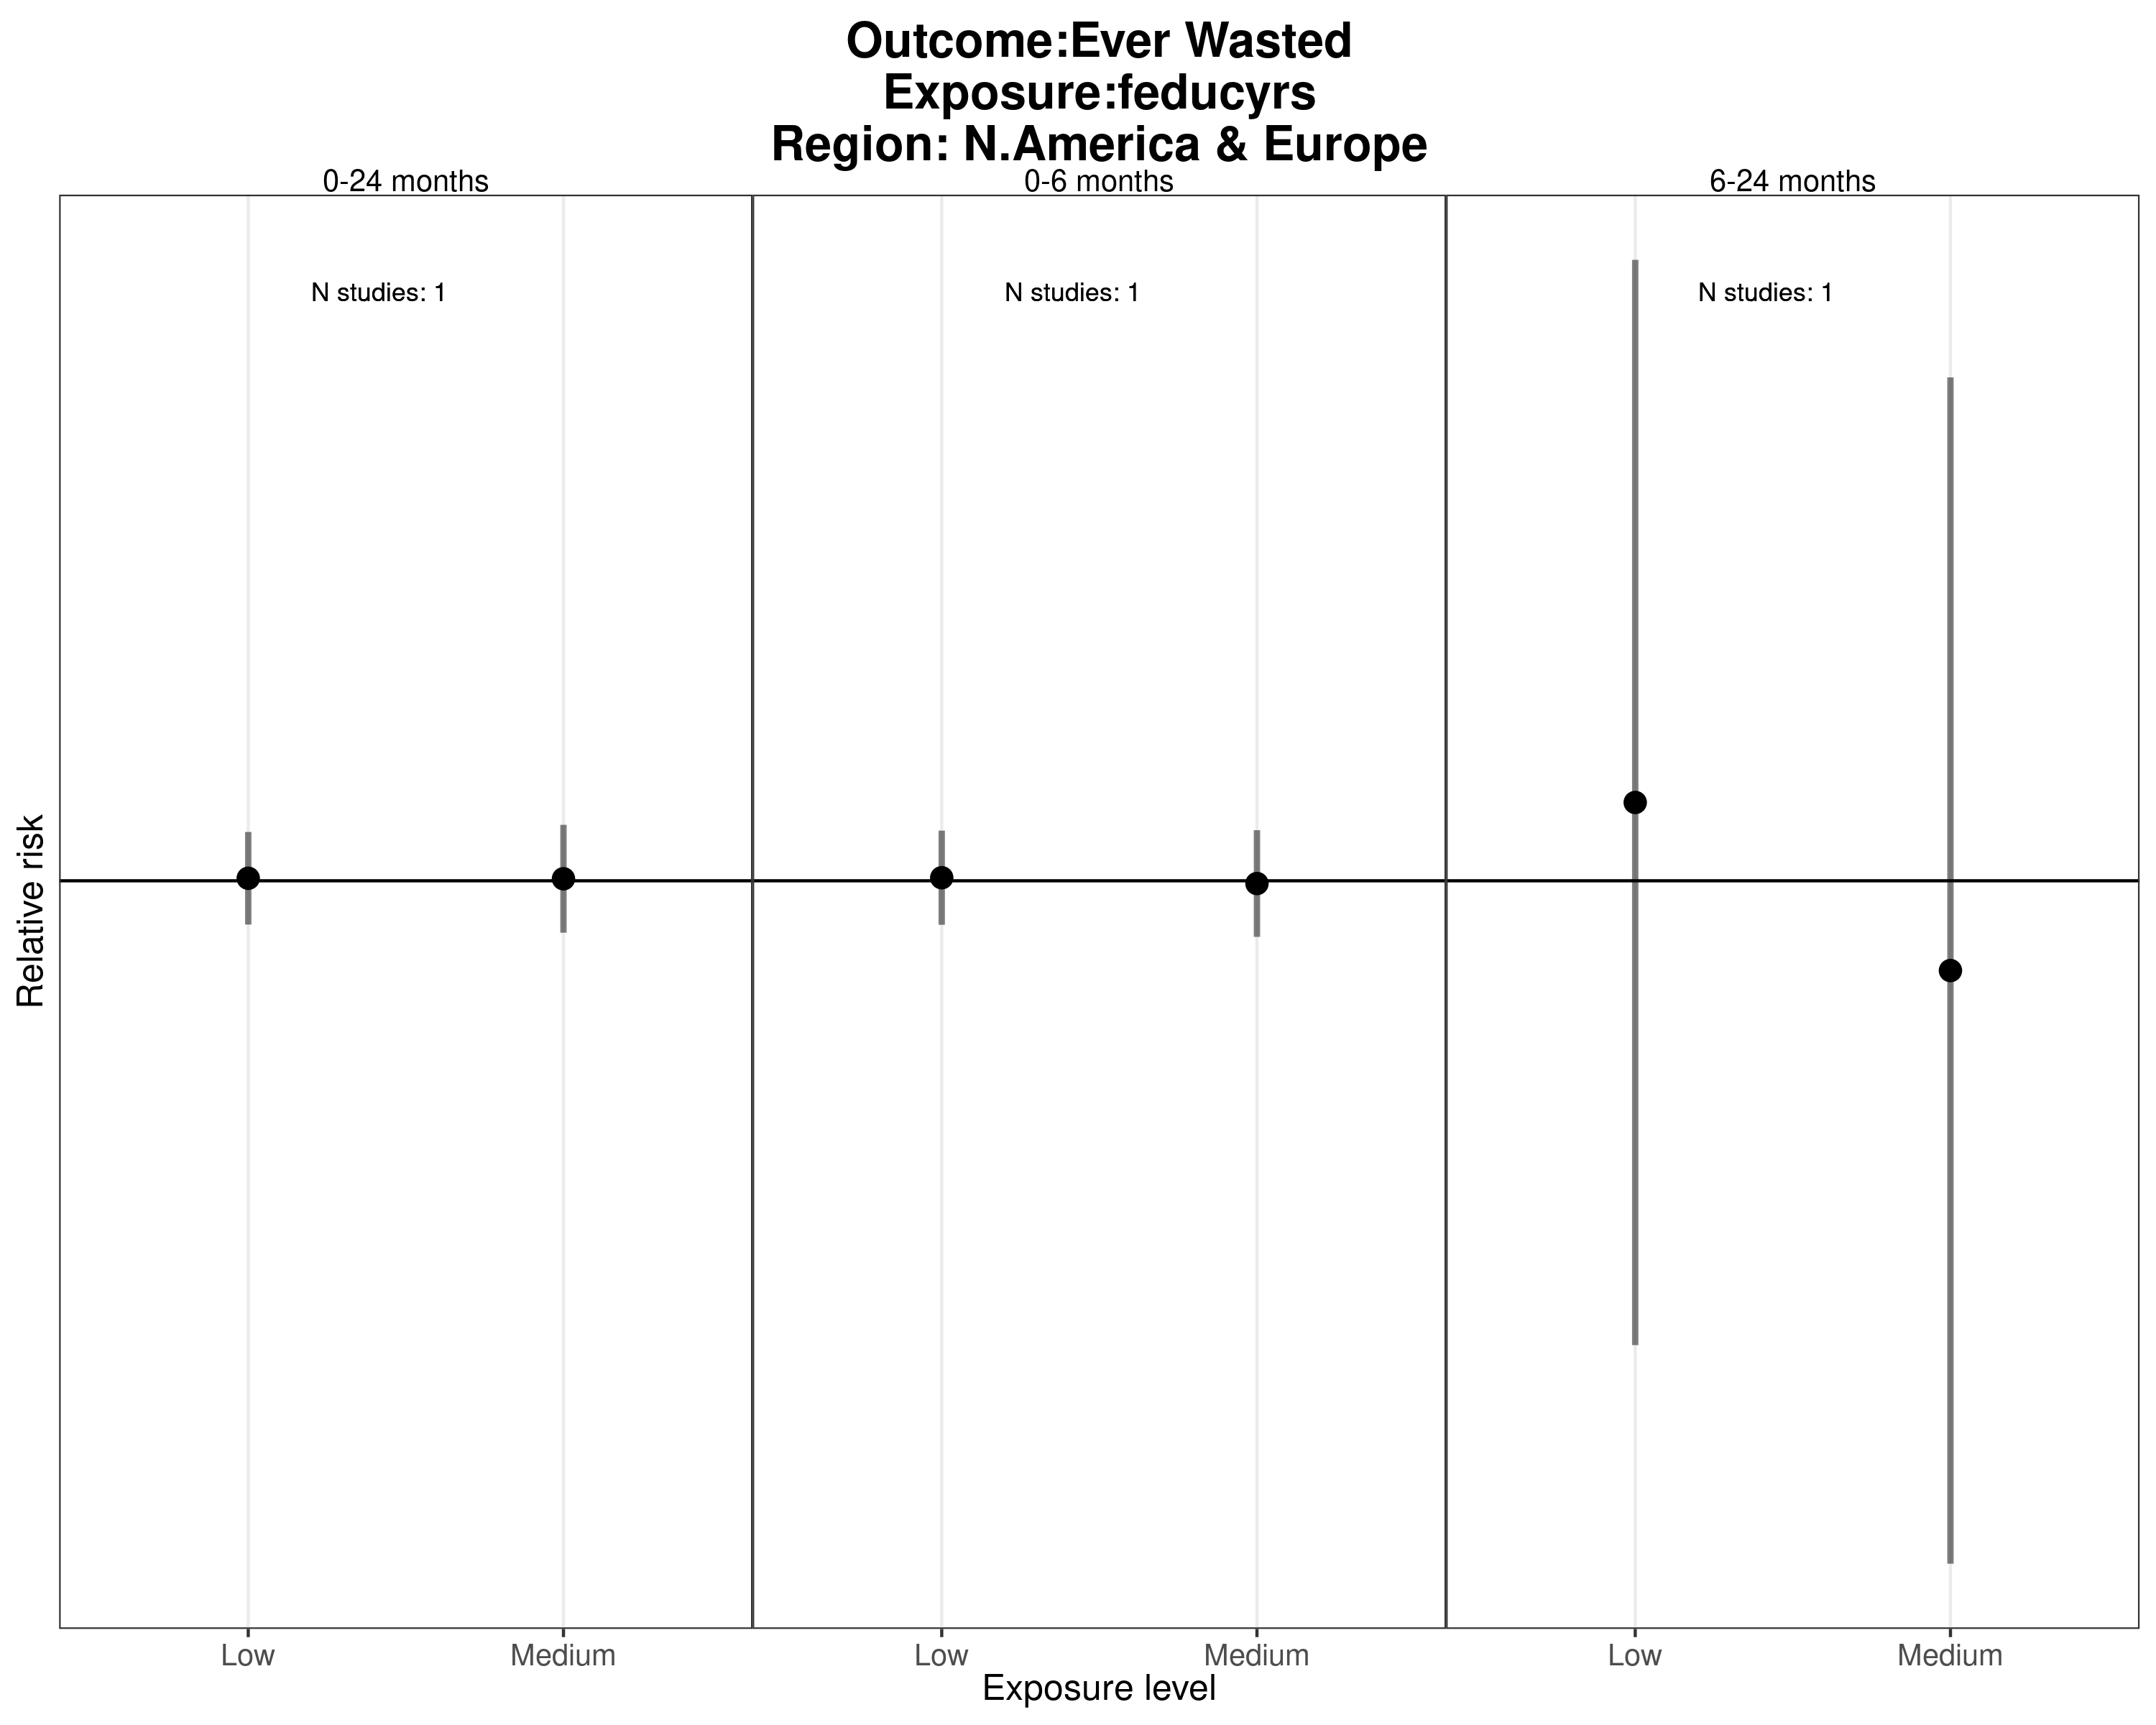 Outcome:Ever Wasted
Exposure:feducyrs
Region: N.America & Europe
0-24 months
0-6 months
6-24 months
N studies: 1
N studies: 1
N studies: 1
Relative risk
Low
Medium
Low
Medium
Low
Medium
Exposure level